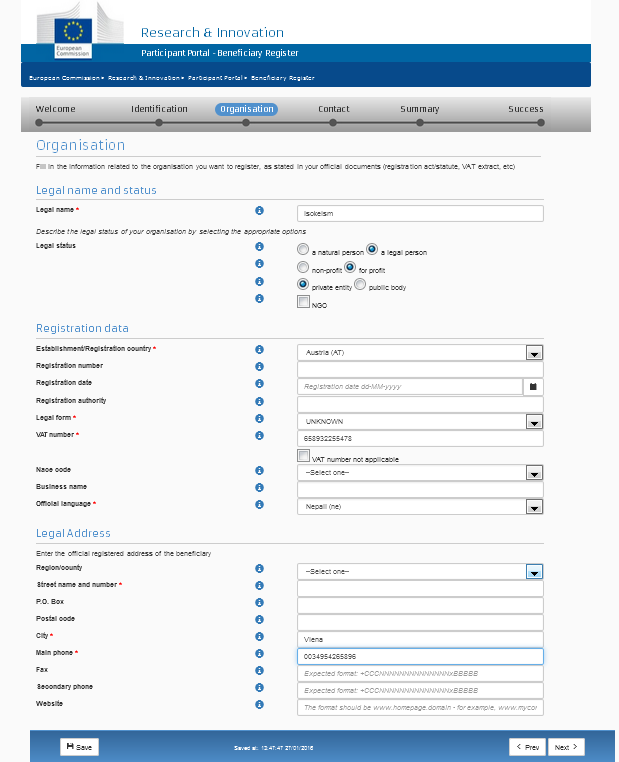 European
Commission
Research & Innovation
Participant Portal - Beneficiary Register
European Commission▸ Research & Innovation▸ Participant Portal▸ Beneficiary Register
Welcome Identification Organisation Contact Summary Success
Organisation
Fill in the information related to the organisation you want to register, as stated in your official documents (registration act/statute, VAT extract, etc)
Legal name and status
Legal name * Isokeism
Describe the legal status of your organisation by selecting the appropriate options
Legal status a natural person a legal person
non-profit for profit
private entity public body
NGO
Registration data
Establishment/Registration country * Austria (AT)
Registration number
Registration date Registration date dd-MM-yyyy
Registration authority
Legal form * UNKNOWN
VAT number * 658932255478
VAT number not applicable
Nace code --Select one--
Business name
Official language * Nepali (ne)
Legal Address
Enter the official registered address of the beneficiary
Region/county --Select one--
Street name and number *
P.O. Box
Postal code
City * Viena
Main phone * 0034954265896
Fax Expected format: +CCCNNNNNNNNNNNNNNxBBBBB
Secondary phone Expected format: +CCCNNNNNNNNNNNNNNxBBBBB
Website The format should be www.homepage.domain - for example, www.mycor
Save Saved at: 13:47:47 27/01/2016 < Prev Next >